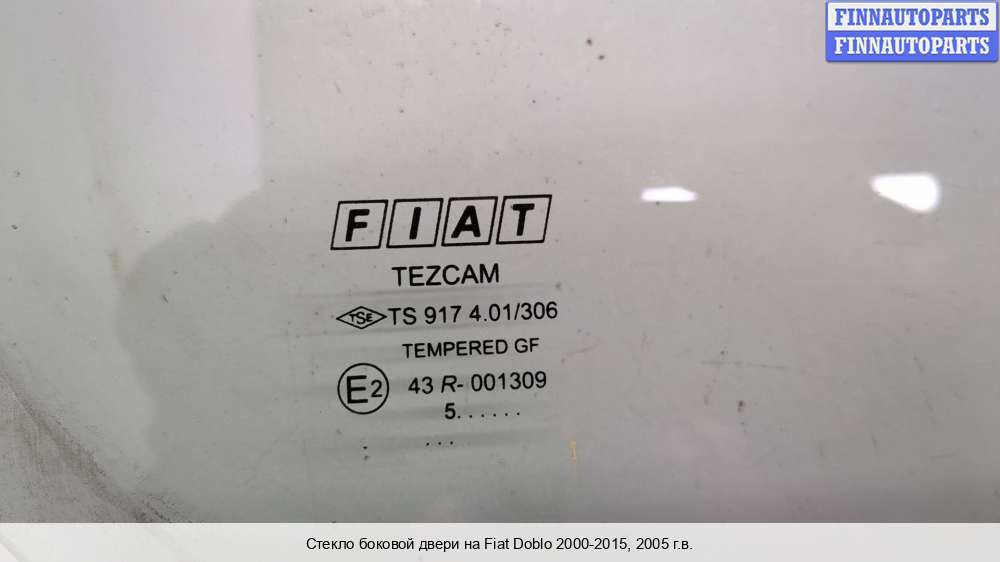 FINNAUTOPARTS
FINNAUTOPARTS
FIAT
TEZCAM
TSE TS 917 4.01/306
TEMPERED GF
E2 43 R- 001309
5. . . . . .
. . . .
Стекло боковой двери на Fiat Doblo 2000-2015, 2005 г.в.